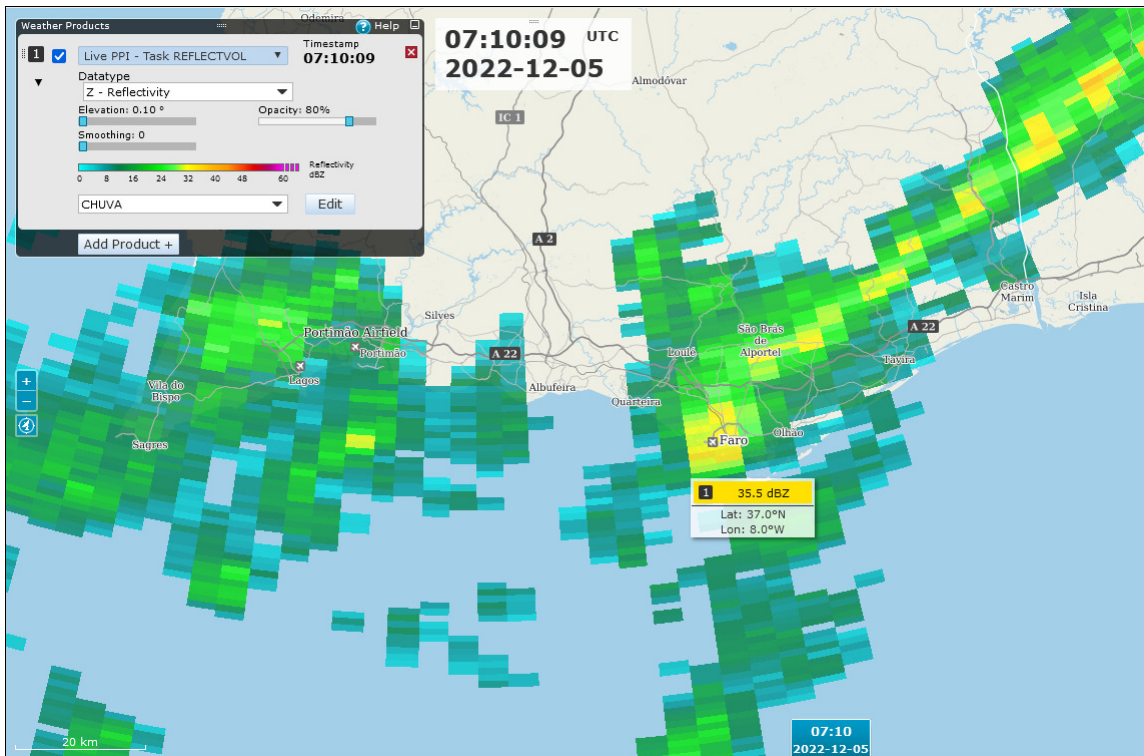 Weather Products
Help
1
Live PPI - Task REFLECTVOL
Timestamp
07:10:09
Datatype
Z - Reflectivity
Elevation: 0.10 °
Opacity: 80%
Smoothing: 0
Reflectivity
dBZ
0 8 16 24 32 40 48 60
CHUVA
Edit
Add Product +
07:10:09 UTC
2022-12-05
Odemira
Almodôvar
IC 1
A 2
Castro
Marim
Isla
Cristina
Silves
Portimão Airfield
Portimão
A 22
São Brás
de
Alportel
A 22
Loulé
Tavira
Lagos
Vila do
Bispo
Albufeira
Quarteira
+
−
Sagres
Faro
Olhão
1 35.5 dBZ
Lat: 37.0°N
Lon: 8.0°W
20 km
07:10
2022-12-05